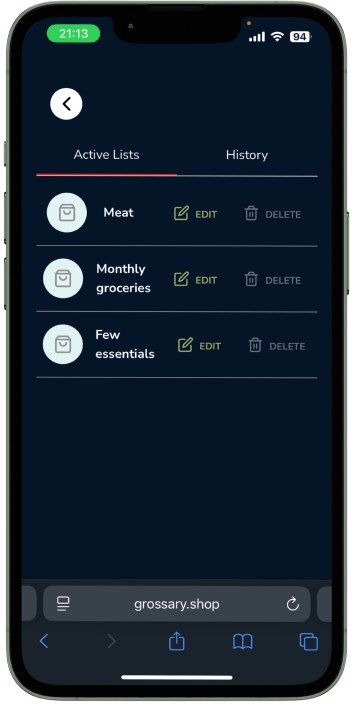 21:13
94
Active Lists
History
Meat
EDIT
DELETE
Monthly
groceries
EDIT
DELETE
Few
essentials
EDIT
DELETE
grossary.shop